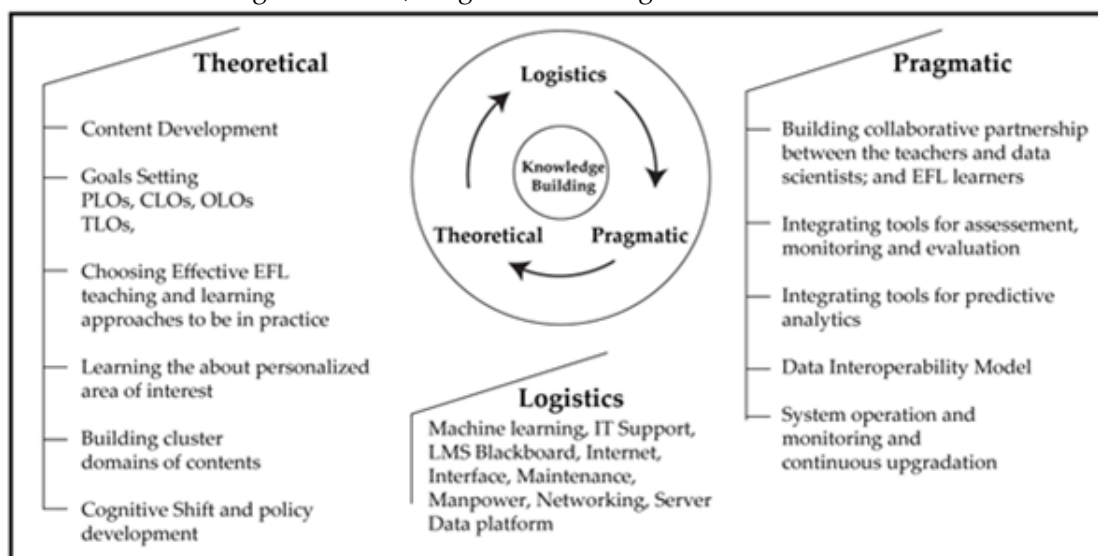 Theoretical
Content Development
Goals Setting
PLOs, CLOs, OLOs
TLOs,
Choosing Effective EFL
teaching and learning
approaches to be in practice
Learning the about personalized
area of interest
Building cluster
domains of contents
Cognitive Shift and policy
development
Logistics
Knowledge
Building
Theoretical
Pragmatic
Logistics
Machine learning, IT Support,
LMS Blackboard, Internet,
Interface, Maintenance,
Manpower, Networking, Server
Data platform
Pragmatic
Building collaborative partnership
between the teachers and data
scientists; and EFL learners
Integrating tools for assessement,
monitoring and evaluation
Integrating tools for predictive
analytics
Data Interoperability Model
System operation and
monitoring and
continuous upgradation